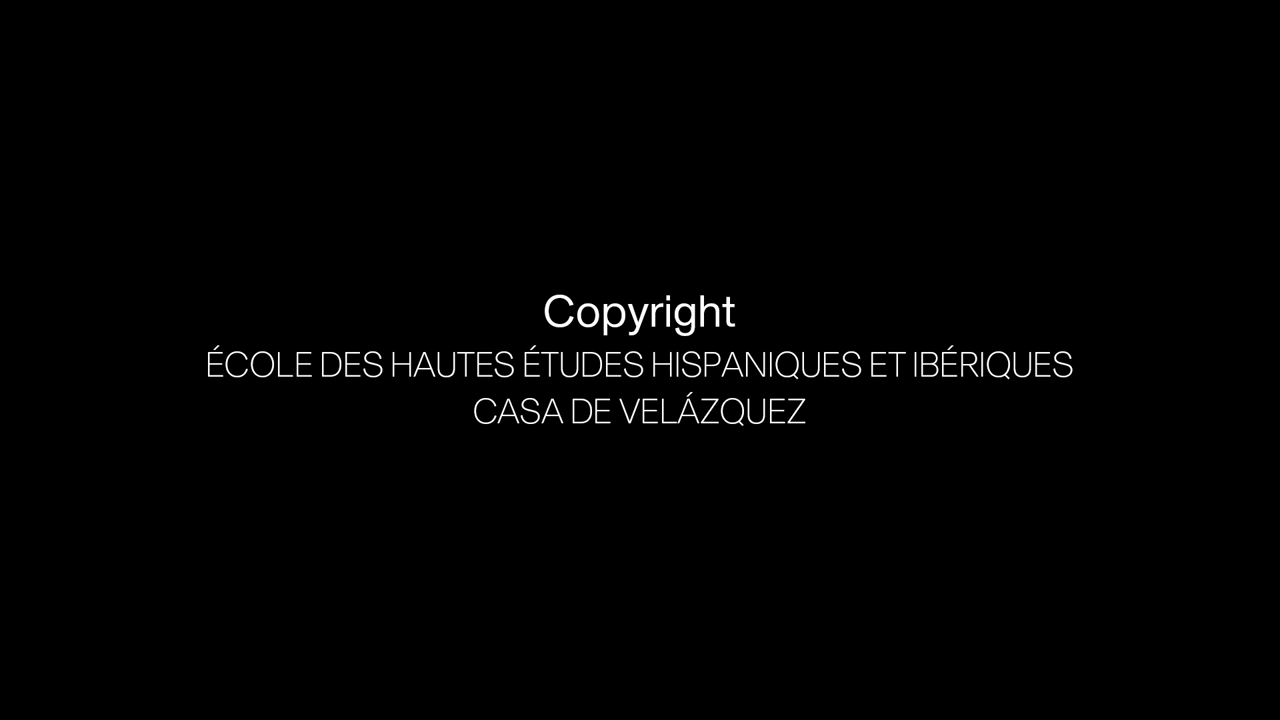 Copyright
ÉCOLE DES HAUTES ÉTUDES HISPANIQUES ET IBÉRIQUES
CASA DE VELÁZQUEZ